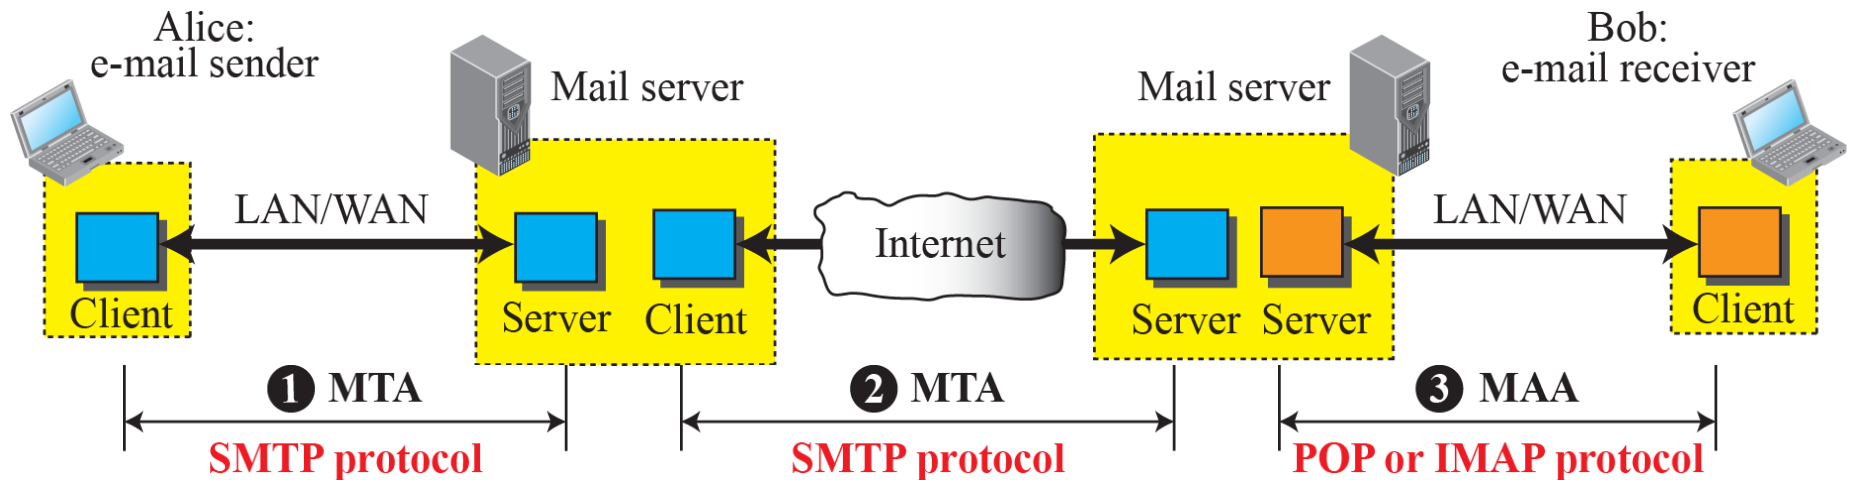 Alice:
e-mail sender
Mail server
Mail server
Bob:
e-mail receiver
LAN/WAN
Internet
LAN/WAN
Client
Server
Client
Server
Server
Client
1 MTA
2 MTA
3 MAA
SMTP protocol
SMTP protocol
POP or IMAP protocol